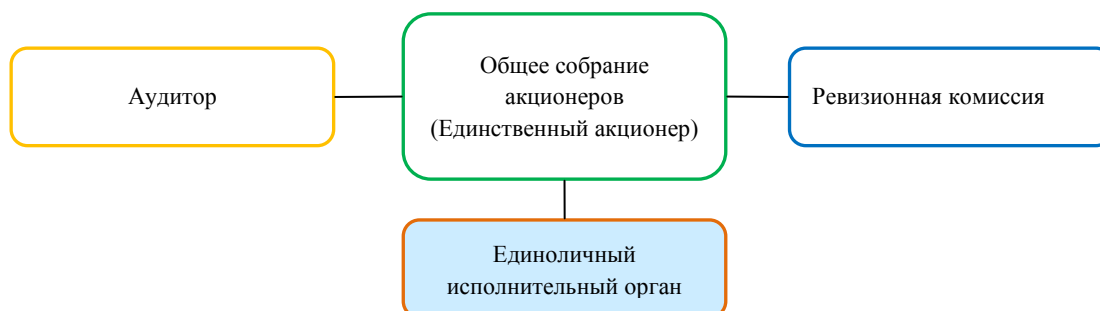 Аудитор
Общее собрание
акционеров
(Единственный акционер)
Ревизионная комиссия
Единоличный
исполнительный орган